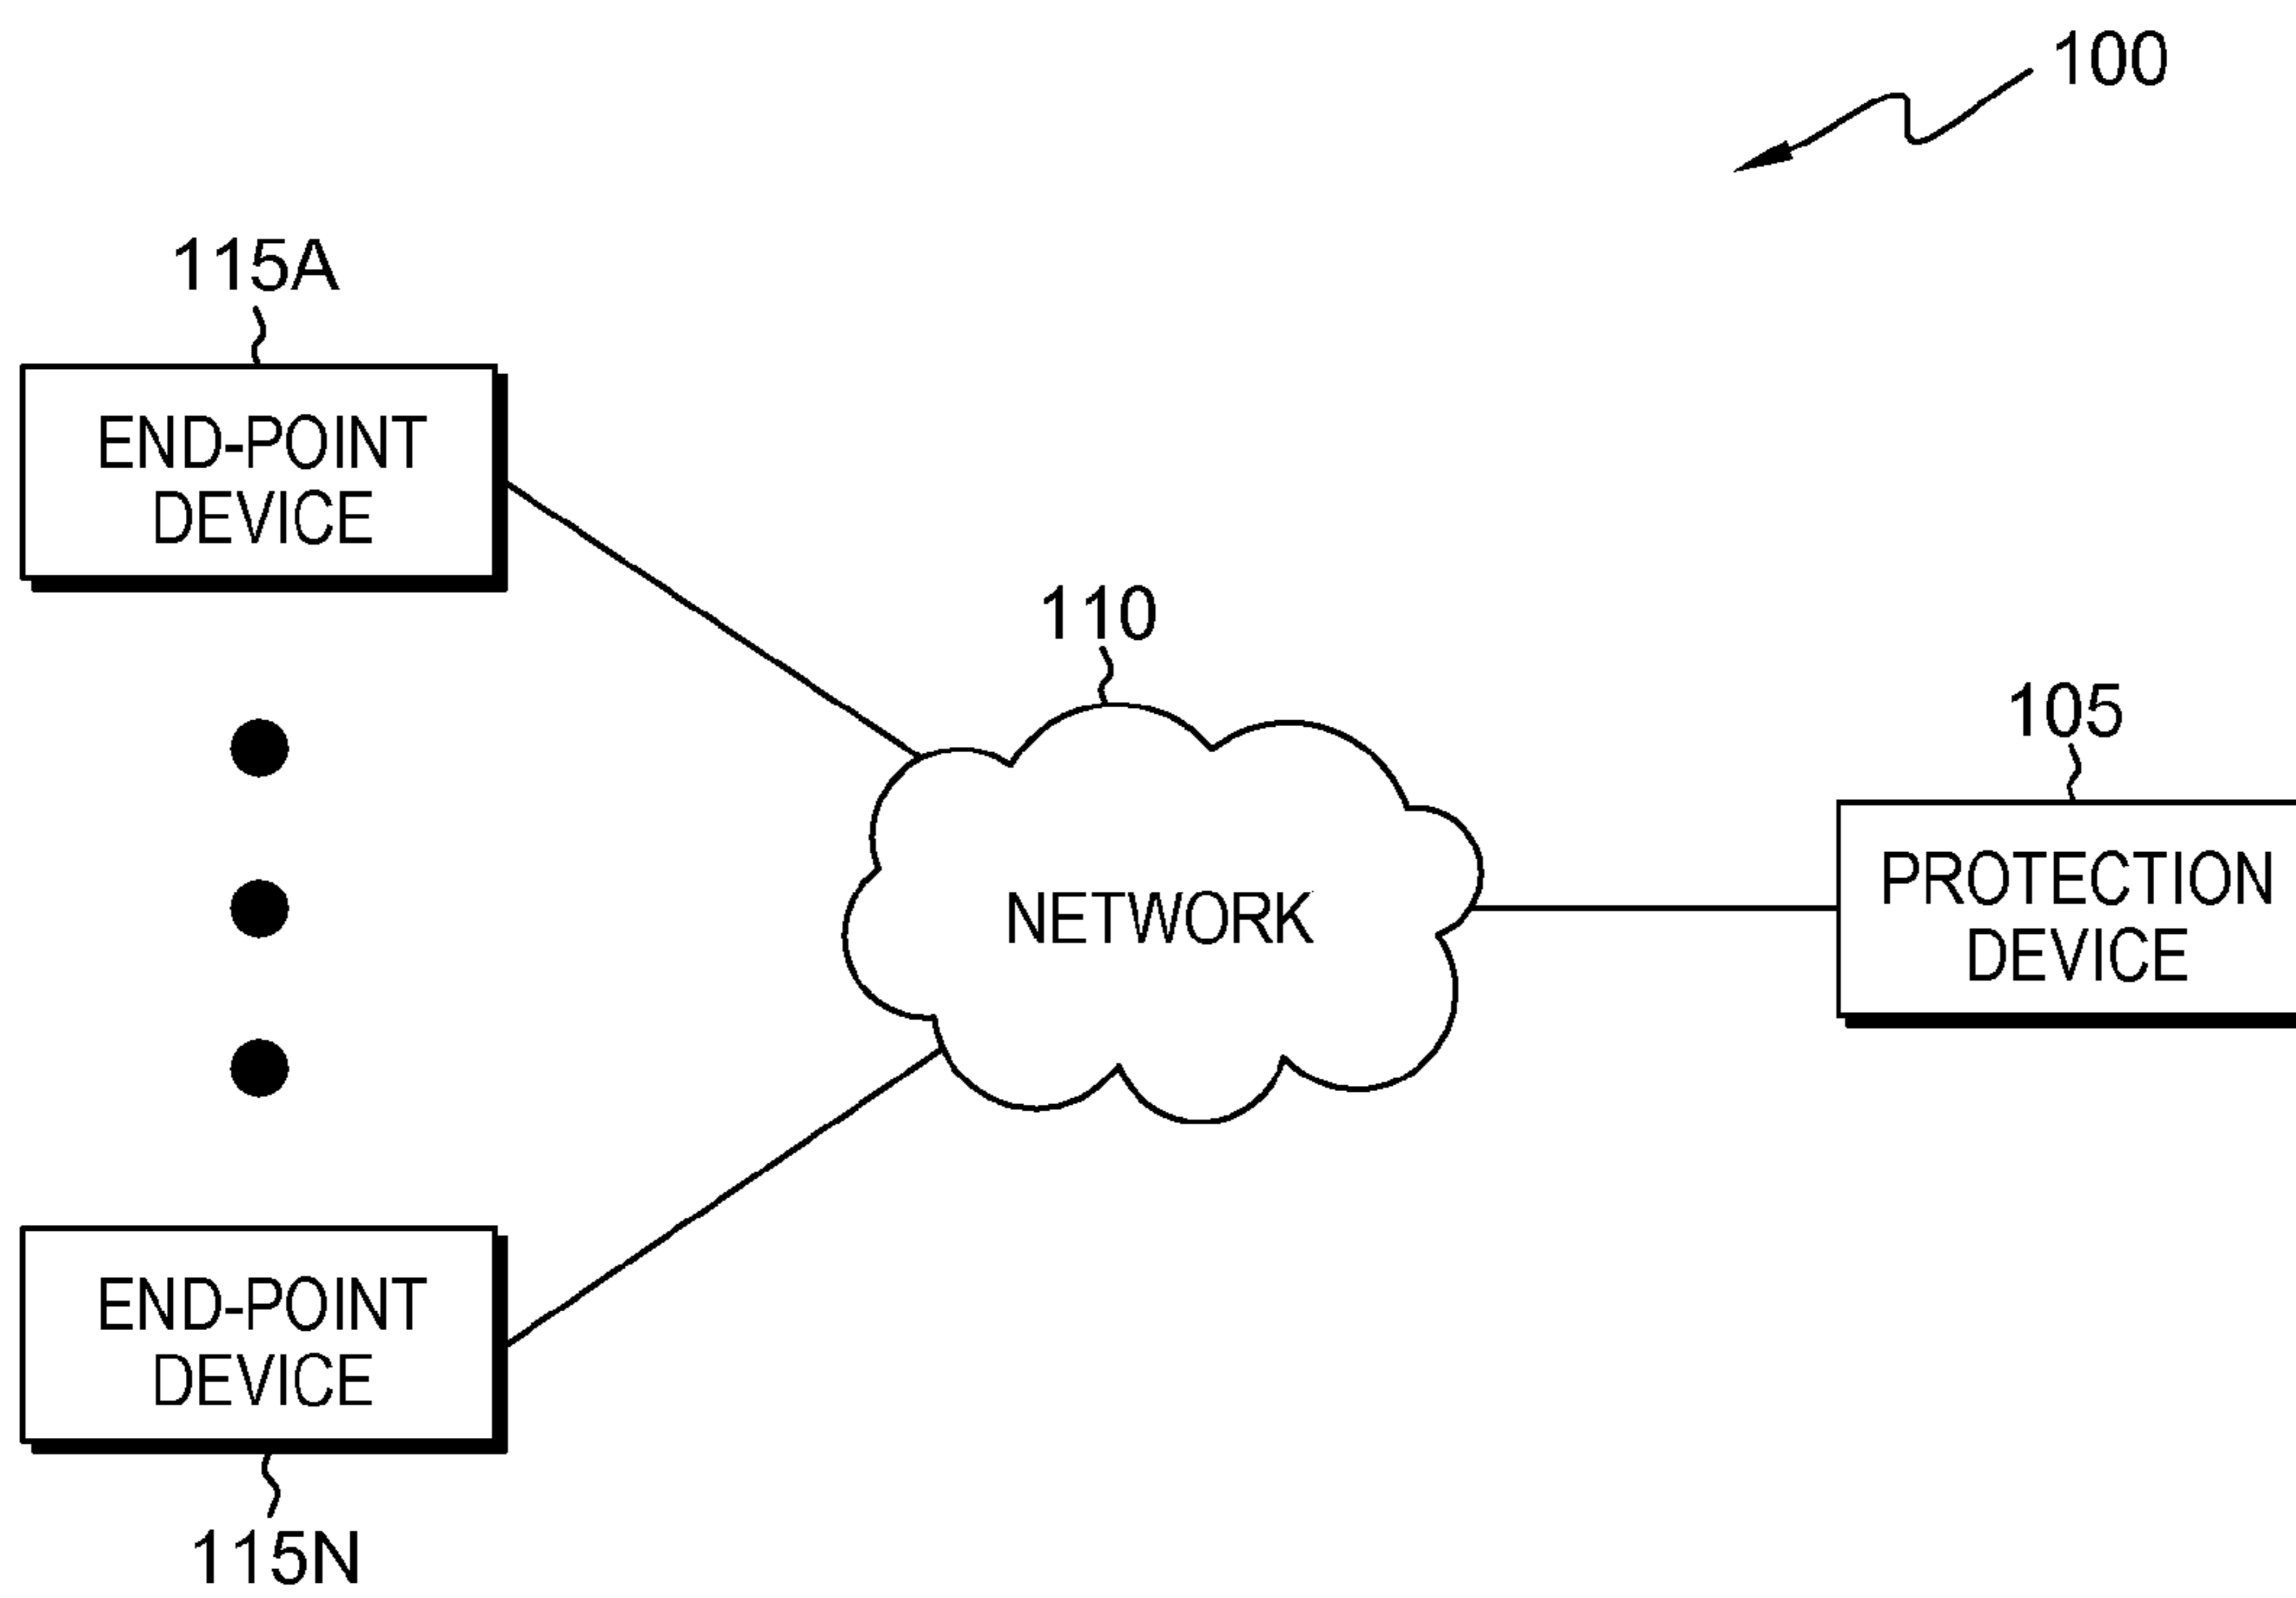 100
115A
END-POINT
DEVICE
110
NETWORK
105
PROTECTION
DEVICE
END-POINT
DEVICE
115N